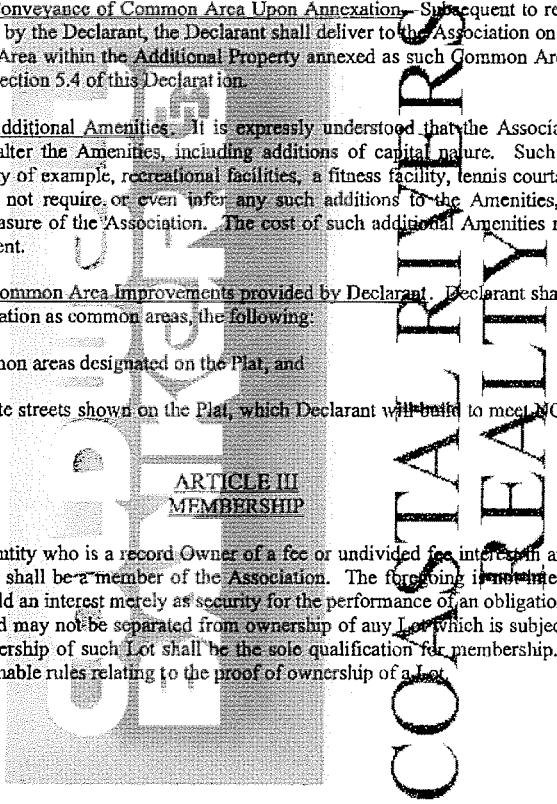 Conveyance of Common Area Upon Annexation. Subsequent to re
by the Declarant, the Declarant shall deliver to the Association on
Area within the Additional Property annexed as such Common Ar
ection 5.4 of this Declaration.
dditional Amenities. It is expressly understood that the Associa
alter the Amenities, including additions of capital nature. Such
y of example, recreational facilities, a fitness facility, tennis courts
not require or even infer any such additions to the Amenities,
asure of the Association. The cost of such additional Amenities
ent.
ommon Area Improvements provided by Declarant. Declarant sha
ation as common areas, the following:
mon areas designated on the Plat, and
te streets shown on the Plat, which Declarant will build to meet NC
ARTICLE III
MEMBERSHIP
ntity who is a record Owner of a fee or undivided fee interest in a
shall be a member of the Association. The foregoing is not
ld an interest merely as security for the performance of an obligatio
d may not be separated from ownership of any Lot which is subjec
ership of such Lot shall be the sole qualification for membership.
nable rules relating to the proof of ownership of a Lot.
COLDWELL
BANKER
COASTAL RIVERS
REALTY